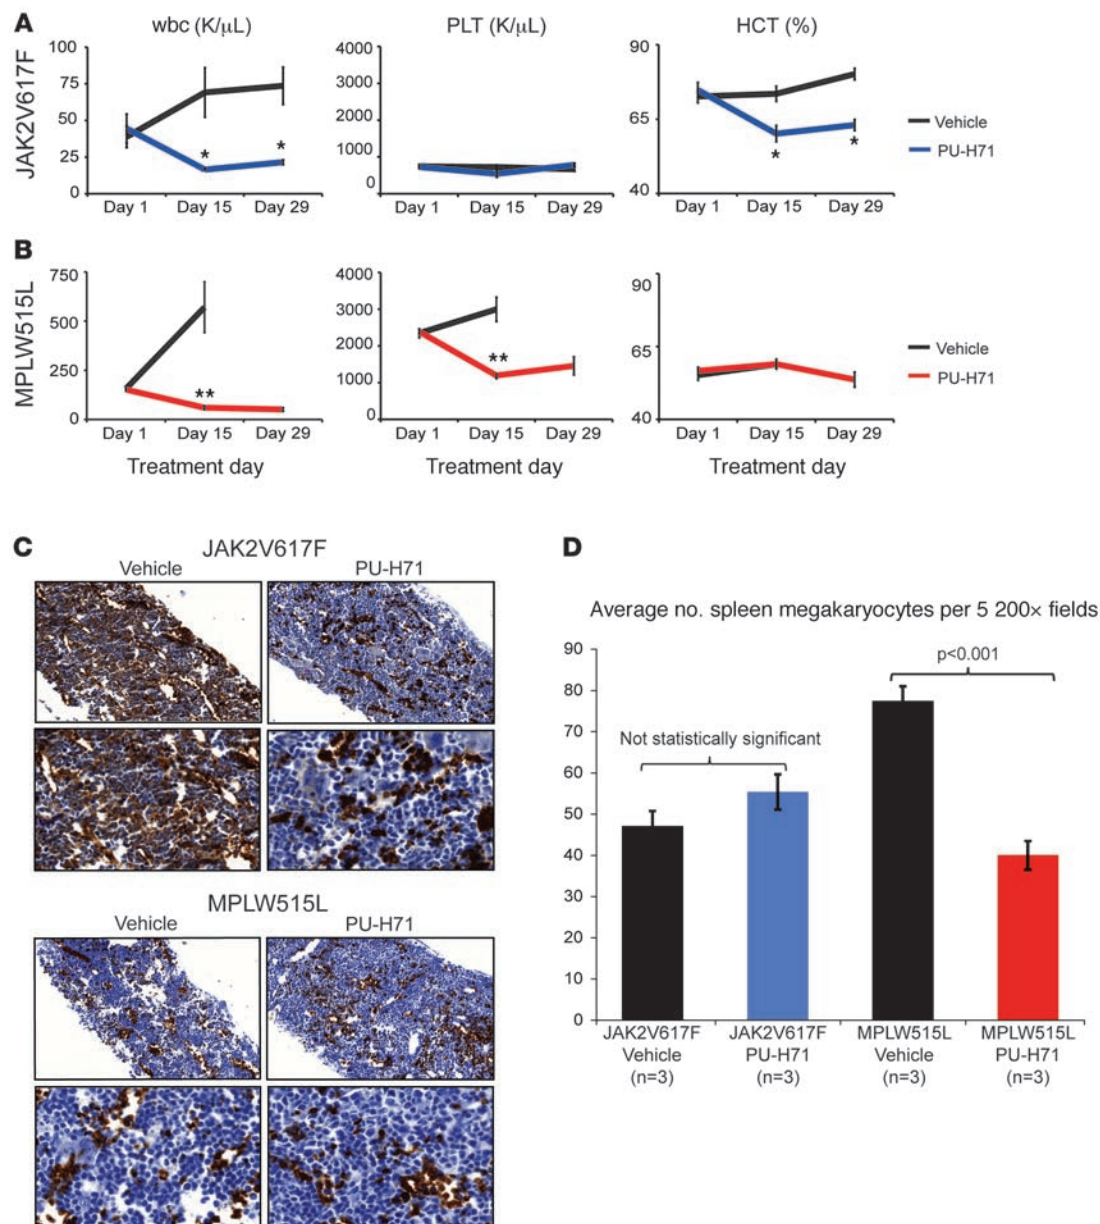 A
wbc (K/μL)
PLT (K/μL)
HCT (%)
JAK2V617F
100
75
50
25
0
*
*
Day 1 Day 15 Day 29
4000
3000
2000
1000
0
Day 1 Day 15 Day 29
90
65
40
*
*
Day 1 Day 15 Day 29
Vehicle
PU-H71
B
MPLW515L
750
500
250
0
**
Day 1 Day 15 Day 29
Treatment day
4000
3000
2000
1000
0
**
Day 1 Day 15 Day 29
Treatment day
90
65
40
Day 1 Day 15 Day 29
Treatment day
Vehicle
PU-H71
C
JAK2V617F
Vehicle
PU-H71
MPLW515L
Vehicle
PU-H71
D
Average no. spleen megakaryocytes per 5 200× fields
90
80
70
60
50
40
30
20
10
0
Not statistically significant
p<0.001
JAK2V617F
Vehicle
(n=3)
JAK2V617F
PU-H71
(n=3)
MPLW515L
Vehicle
(n=3)
MPLW515L
PU-H71
(n=3)